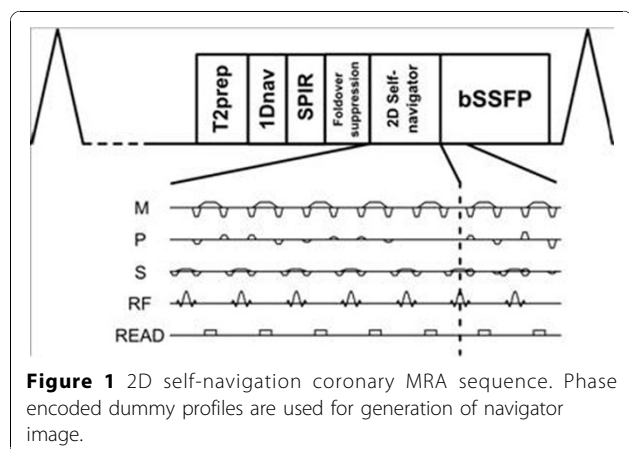 T2prep
1Dnav
SPIR
Foldover
suppression
2D Self-
navigator
bSSFP
M
P
S
RF
READ
Figure 1 2D self-navigation coronary MRA sequence. Phase
encoded dummy profiles are used for generation of navigator
image.